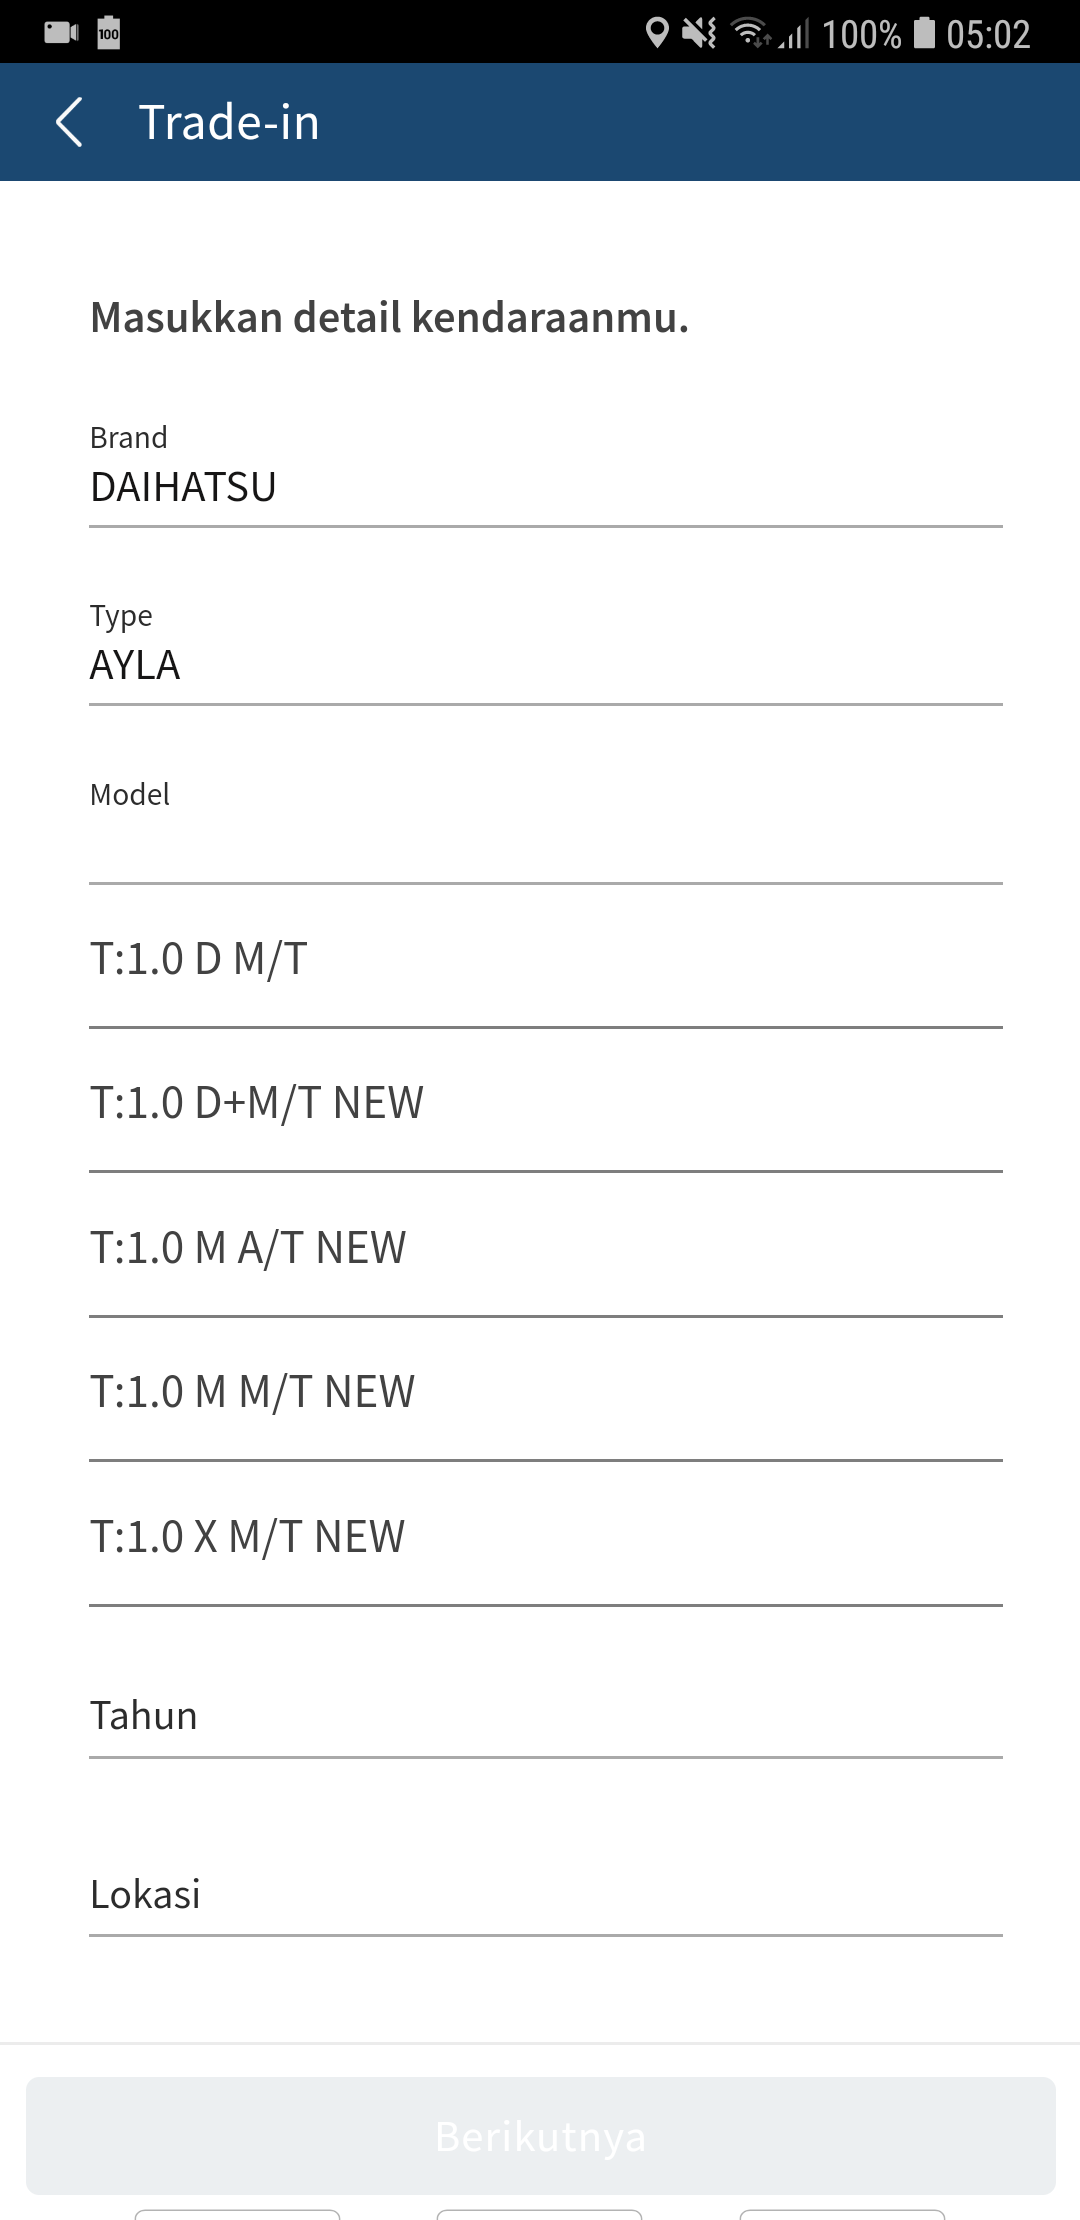 100 100% 05:02
Trade-in
Masukkan detail kendaraanmu.
Brand
DAIHATSU
Type
AYLA
Model
T:1.0 D M/T
T:1.0 D+M/T NEW
T:1.0 M A/T NEW
T:1.0 M M/T NEW
T:1.0 X M/T NEW
Tahun
Lokasi
Berikutnya